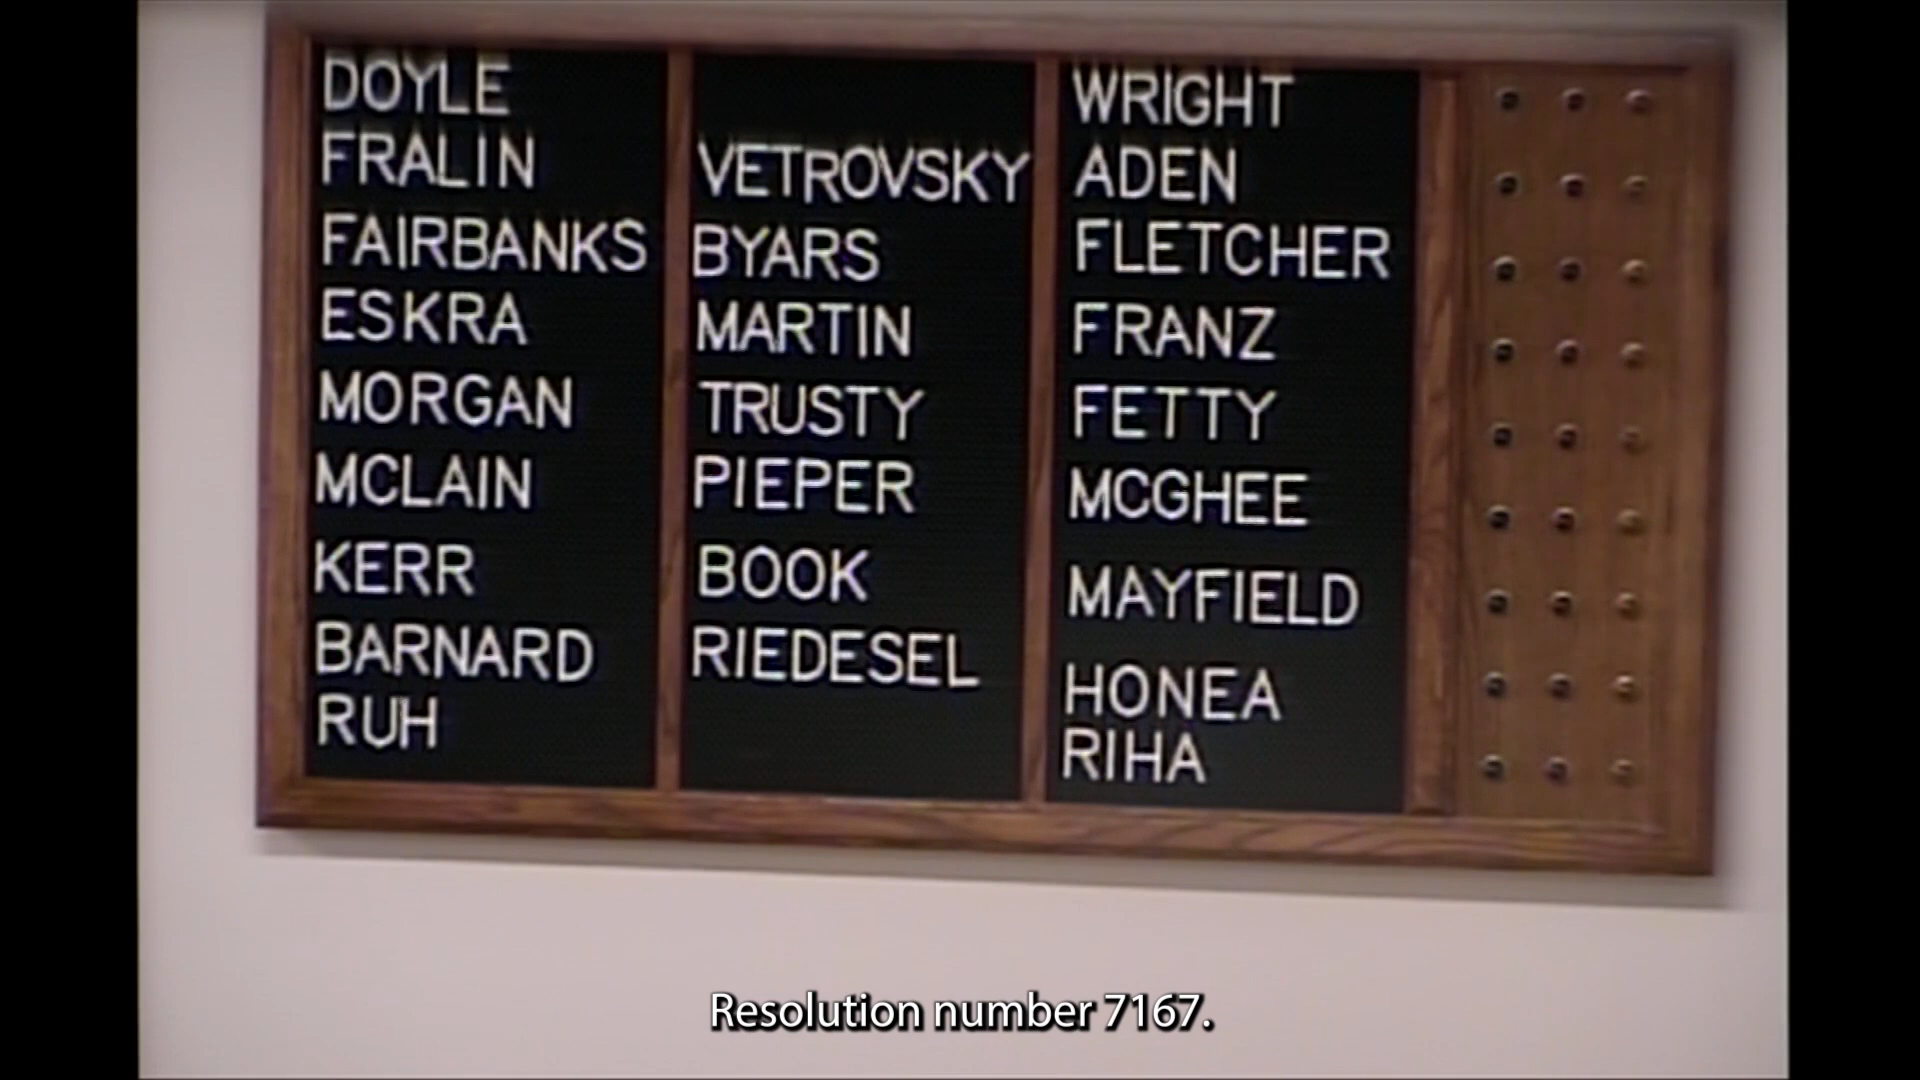 DOYLE
FRALIN
FAIRBANKS
ESKRA
MORGAN
MCLAIN
KERR
BARNARD
RUH
VETROVSKY
BYARS
MARTIN
TRUSTY
PIEPER
BOOK
RIEDESEL
WRIGHT
ADEN
FLETCHER
FRANZ
FETTY
MCGHEE
MAYFIELD
HONEA
RIHA
Resolution number 7167.